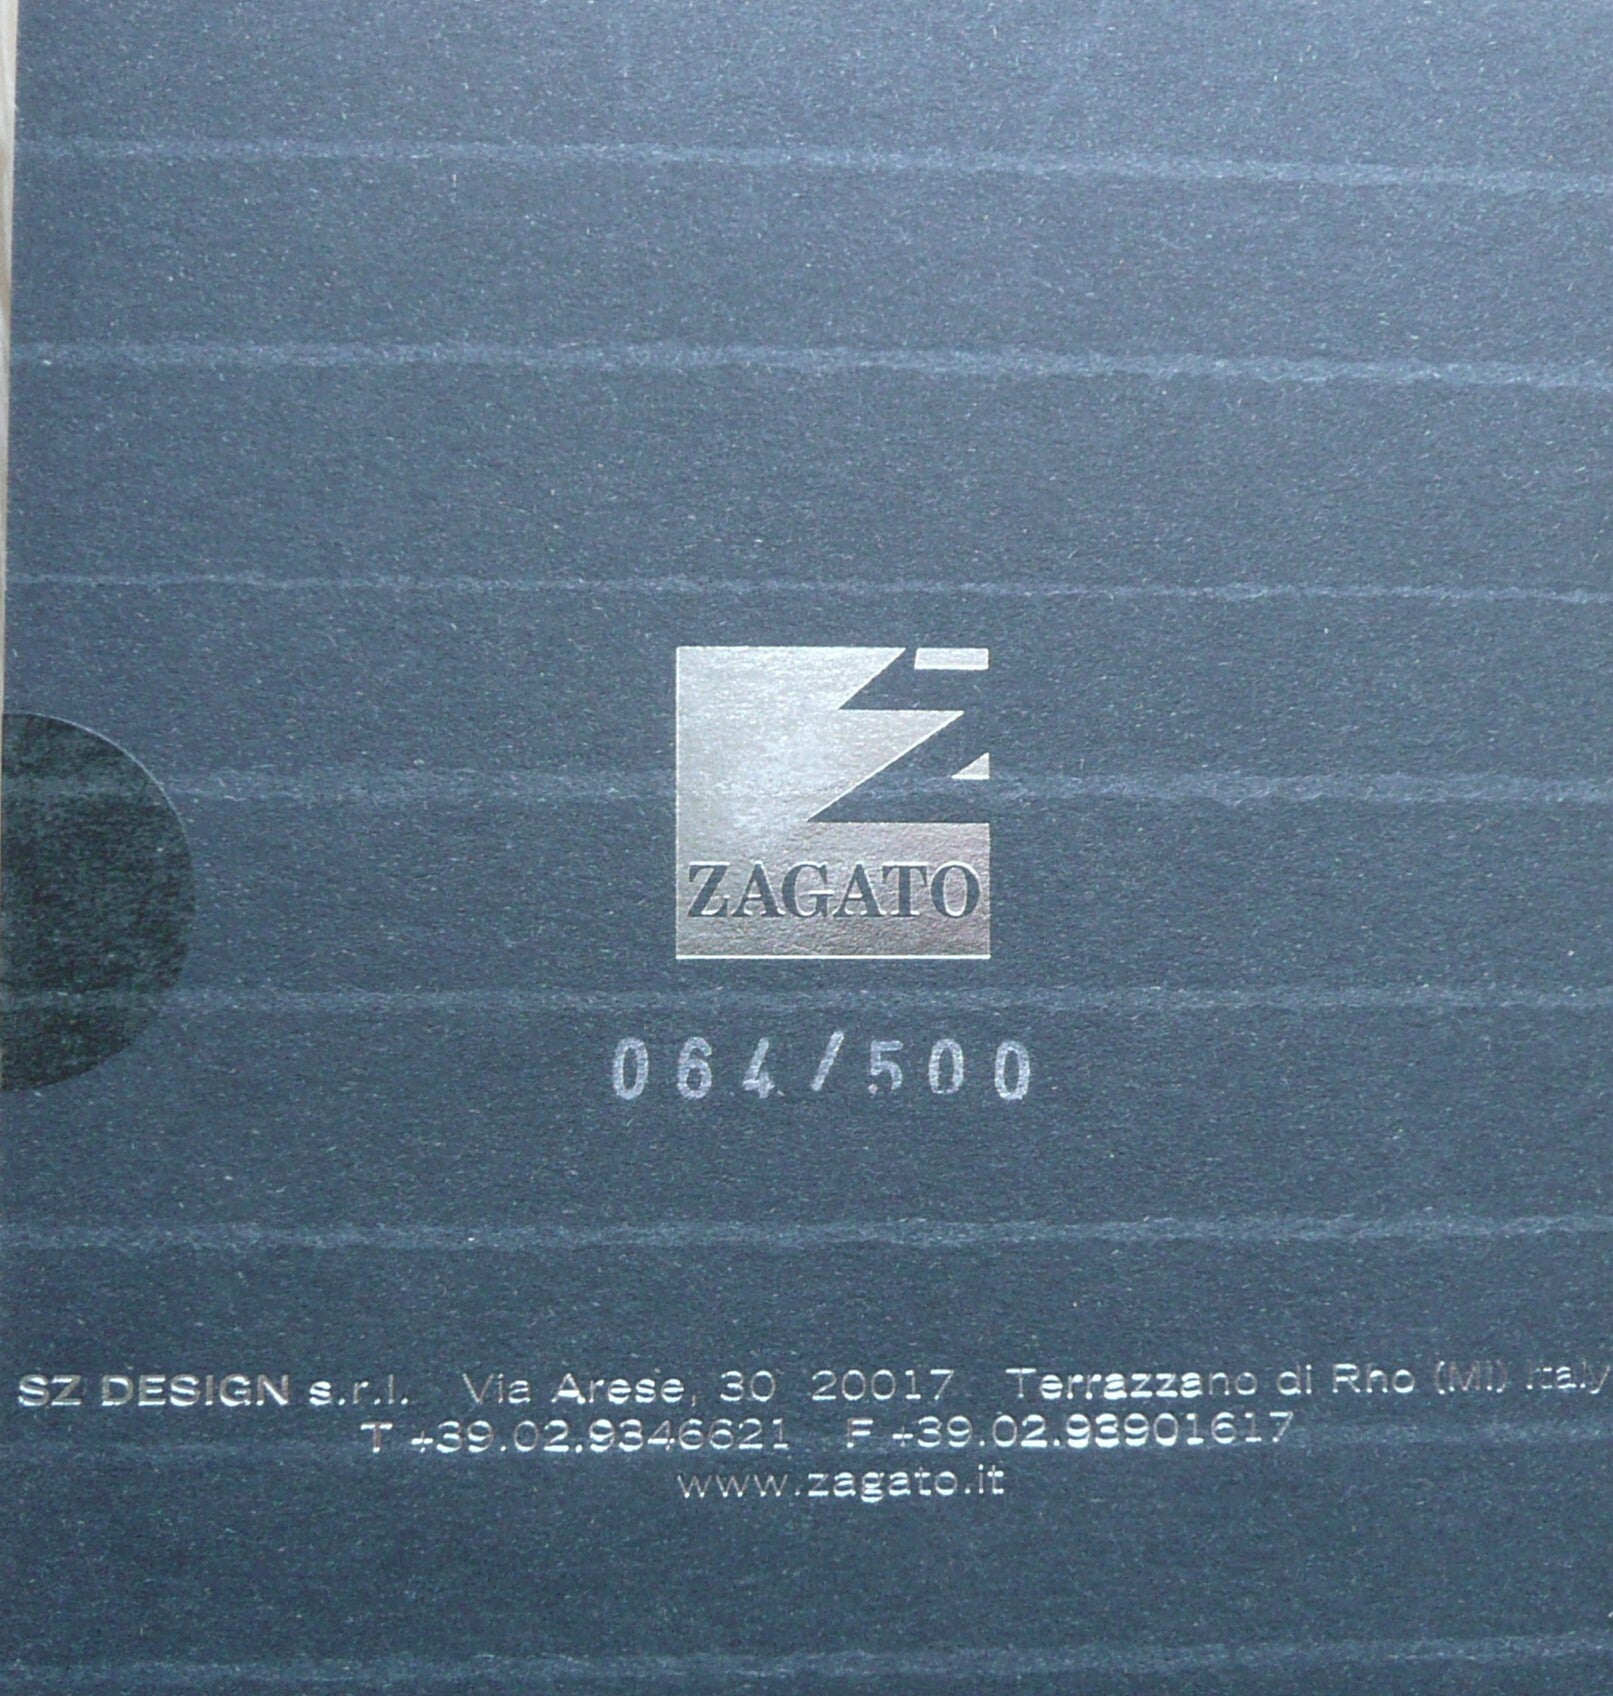 ZAGATO
064/500
SZ DESIGN s.r.l. Via Arese, 30 20017 Terrazzano di Rho (MI) Italy
T +39.02.9346621 F +39.02.93901617
www.zagato.it